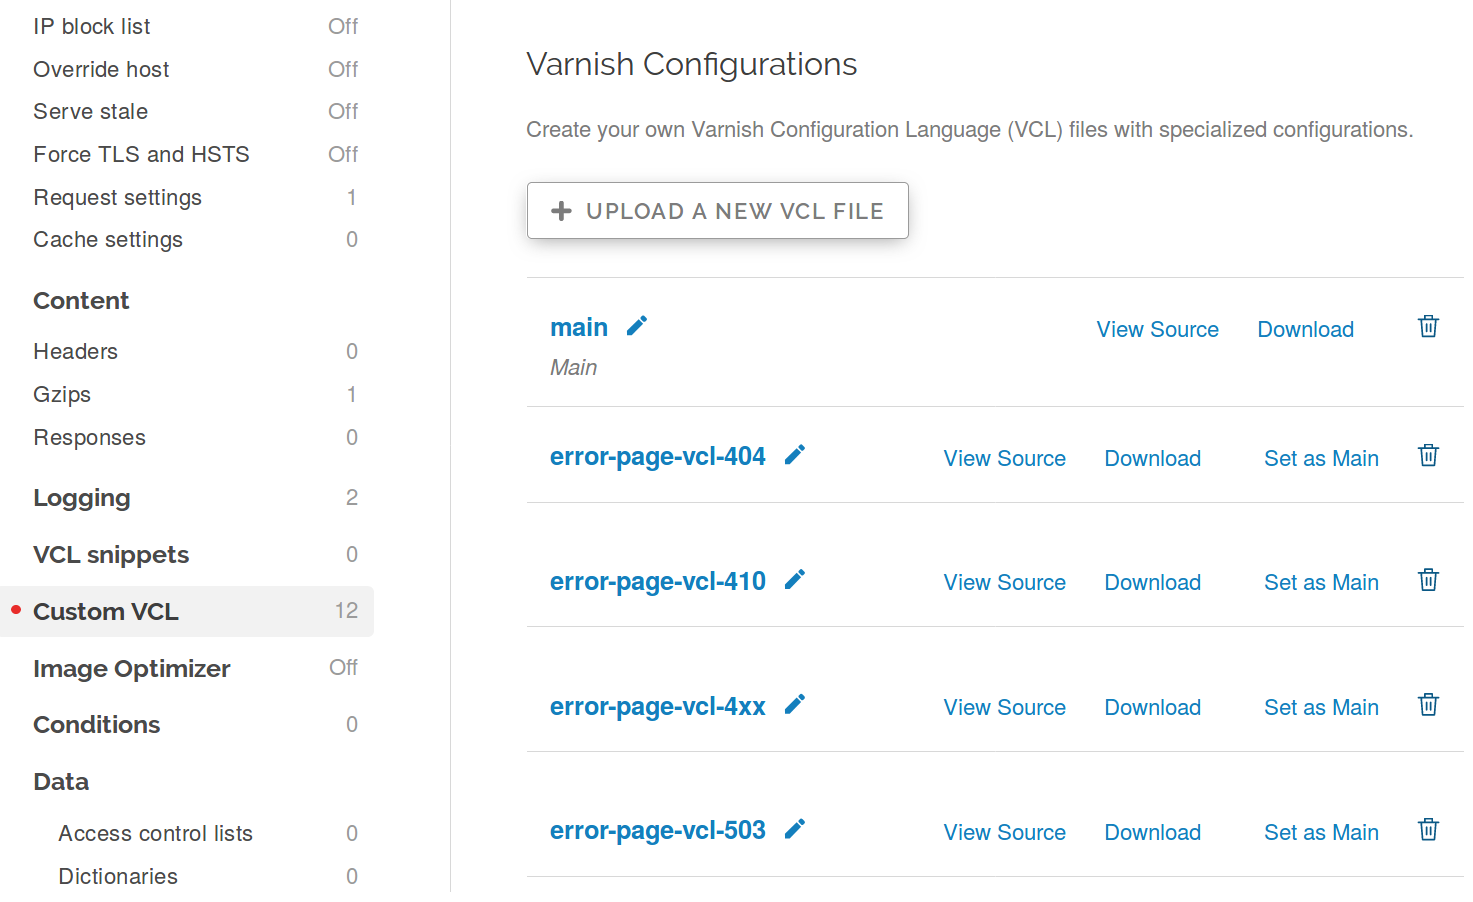 IP block list Off
Override host Off
Serve stale Off
Force TLS and HSTS Off
Request settings 1
Cache settings 0
Content
Headers 0
Gzips 1
Responses 0
Logging 2
VCL snippets 0
Custom VCL 12
Image Optimizer Off
Conditions 0
Data
Access control lists 0
Dictionaries 0
Varnish Configurations
Create your own Varnish Configuration Language (VCL) files with specialized configurations.
UPLOAD A NEW VCL FILE
main View Source Download
Main
error-page-vcl-404 View Source Download Set as Main
error-page-vcl-410 View Source Download Set as Main
error-page-vcl-4xx View Source Download Set as Main
error-page-vcl-503 View Source Download Set as Main